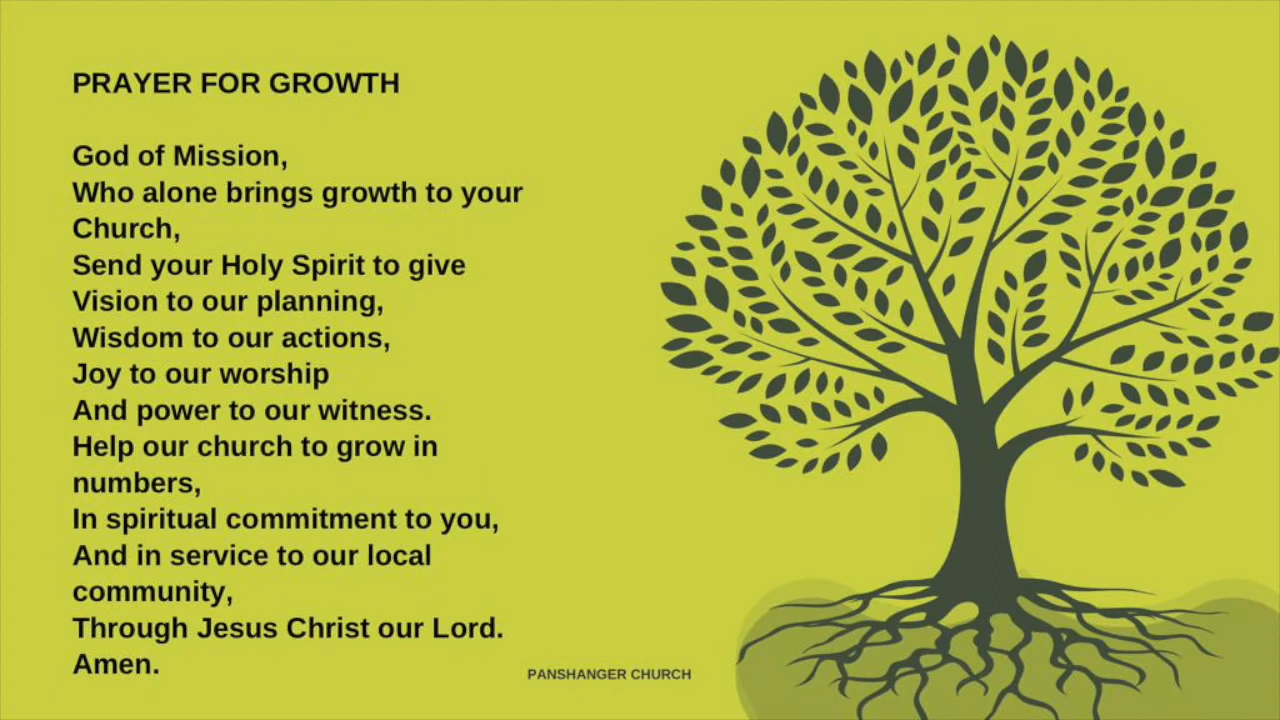 PRAYER FOR GROWTH
God of Mission,
Who alone brings growth to your
Church,
Send your Holy Spirit to give
Vision to our planning,
Wisdom to our actions,
Joy to our worship
And power to our witness.
Help our church to grow in
numbers,
In spiritual commitment to you,
And in service to our local
community,
Through Jesus Christ our Lord.
Amen.
PANSHANGER CHURCH